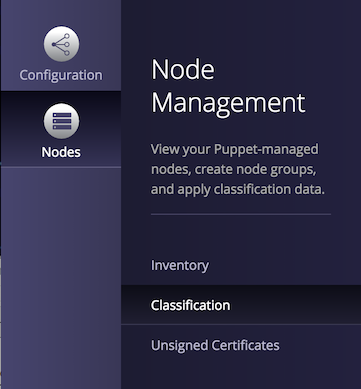 Configuration
Nodes
Node
Management
View your Puppet-managed
nodes, create node groups,
and apply classification data.
Inventory
Classification
Unsigned Certificates